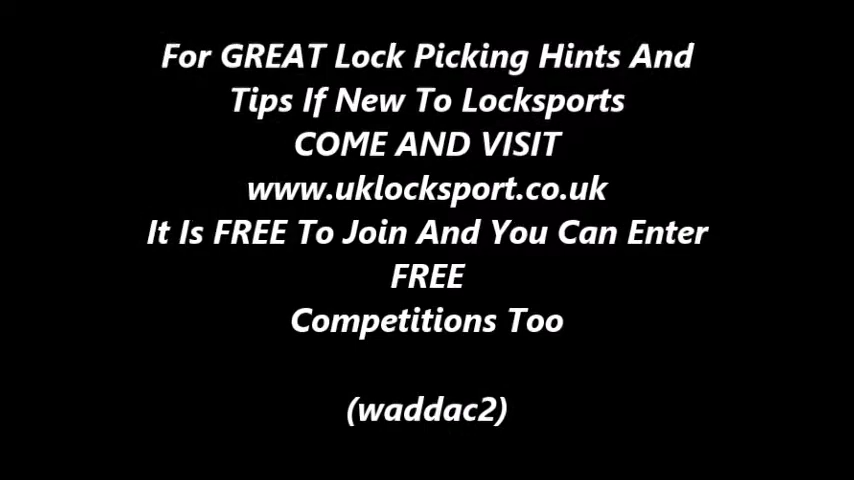 For GREAT Lock Picking Hints And
Tips If New To Locksports
COME AND VISIT
www.uklocksport.co.uk
It Is FREE To Join And You Can Enter
FREE
Competitions Too
(waddac2)